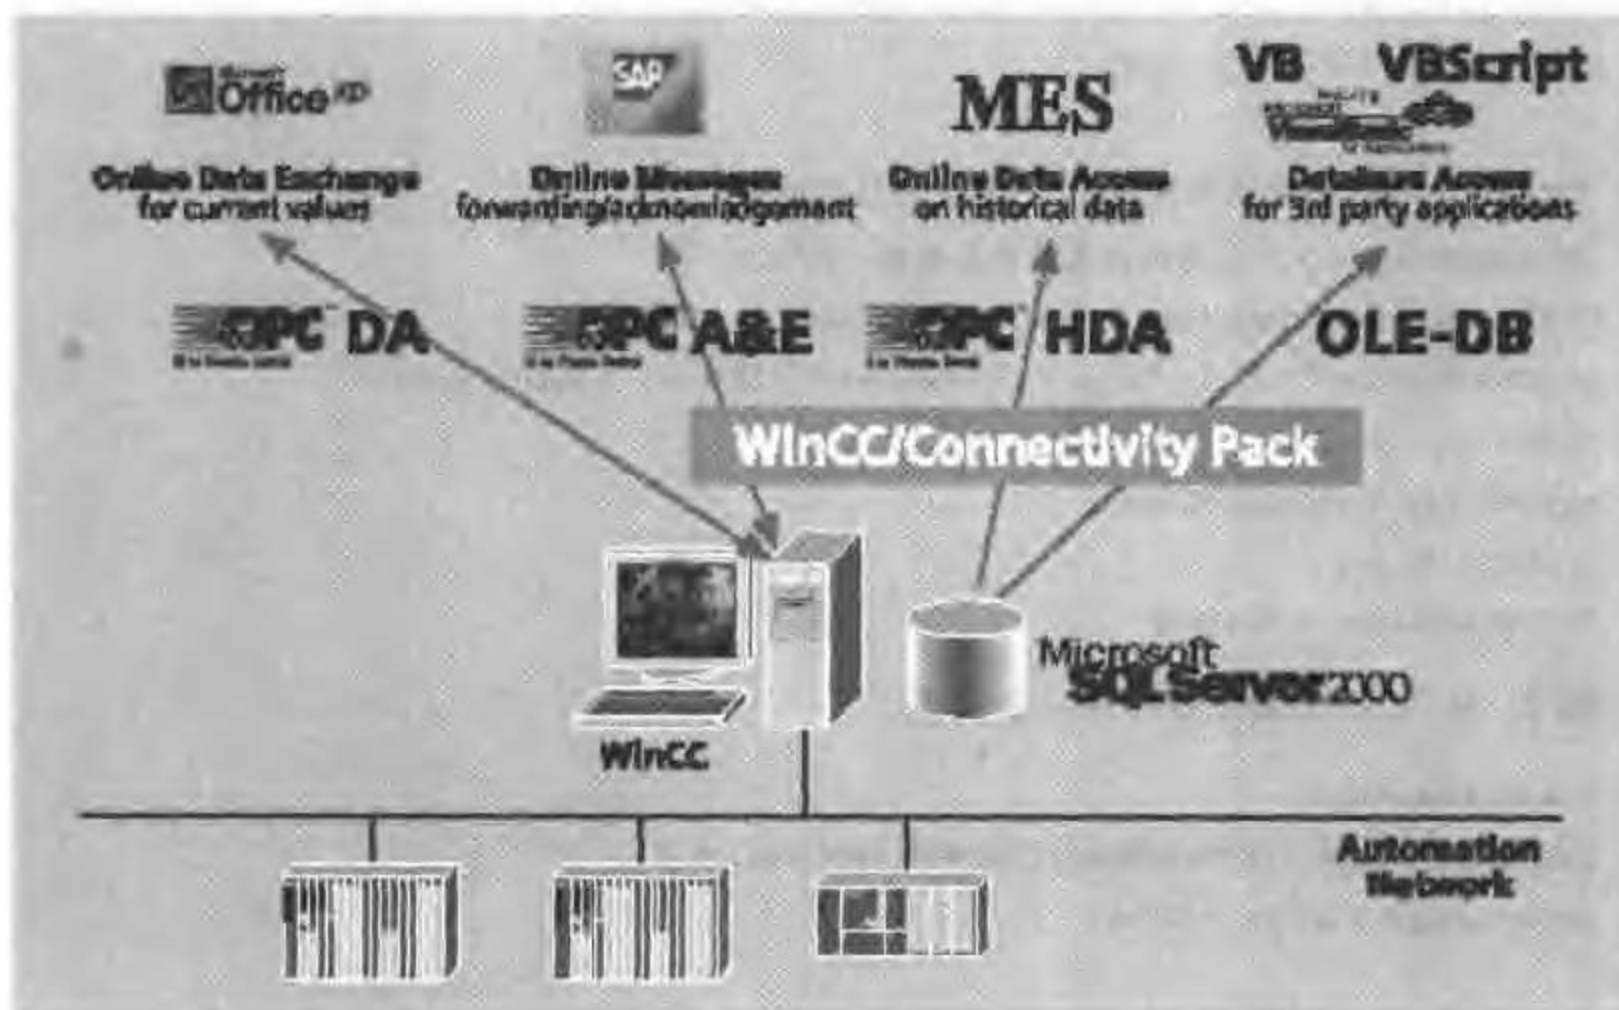 Microsoft
Office XP
SAP
MES
VB VBScript
Online Data Exchange
for current values
Online Messages
forwarding/acknowledgement
Online Data Access
on historical data
Database Access
for 3rd party applications
OPC DA
OPC A&E
OPC HDA
OLE-DB
WinCC/Connectivity Pack
Microsoft
SQL Server 2000
WinCC
Automation
Network